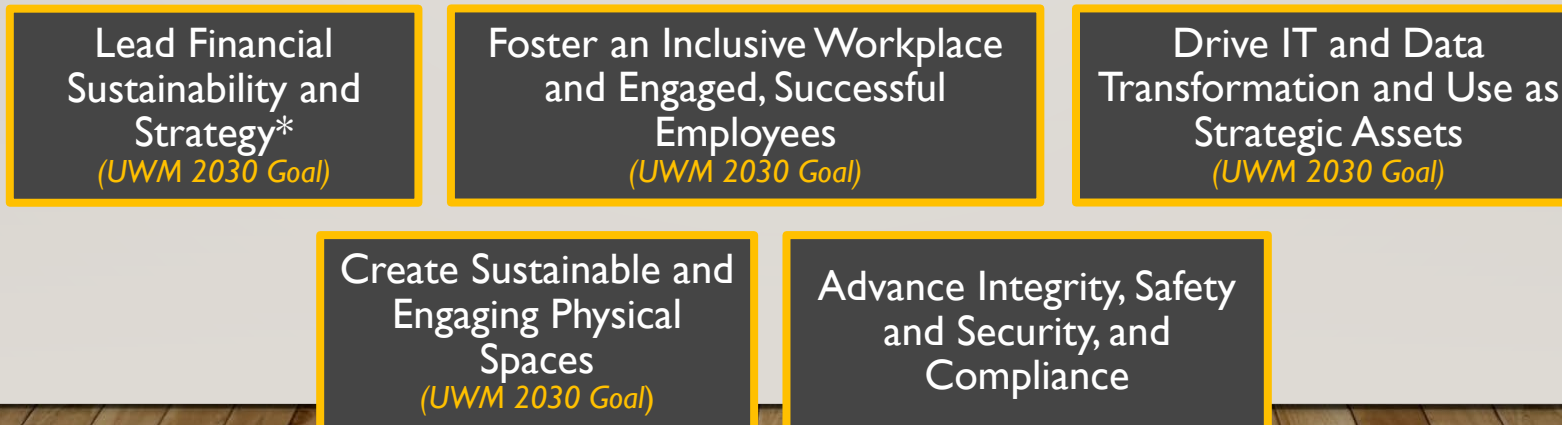 Lead Financial
Sustainability and
Strategy*
(UWM 2030 Goal)
Foster an Inclusive Workplace
and Engaged, Successful
Employees
(UWM 2030 Goal)
Drive IT and Data
Transformation and Use as
Strategic Assets
(UWM 2030 Goal)
Create Sustainable and
Engaging Physical
Spaces
(UWM 2030 Goal)
Advance Integrity, Safety
and Security, and
Compliance